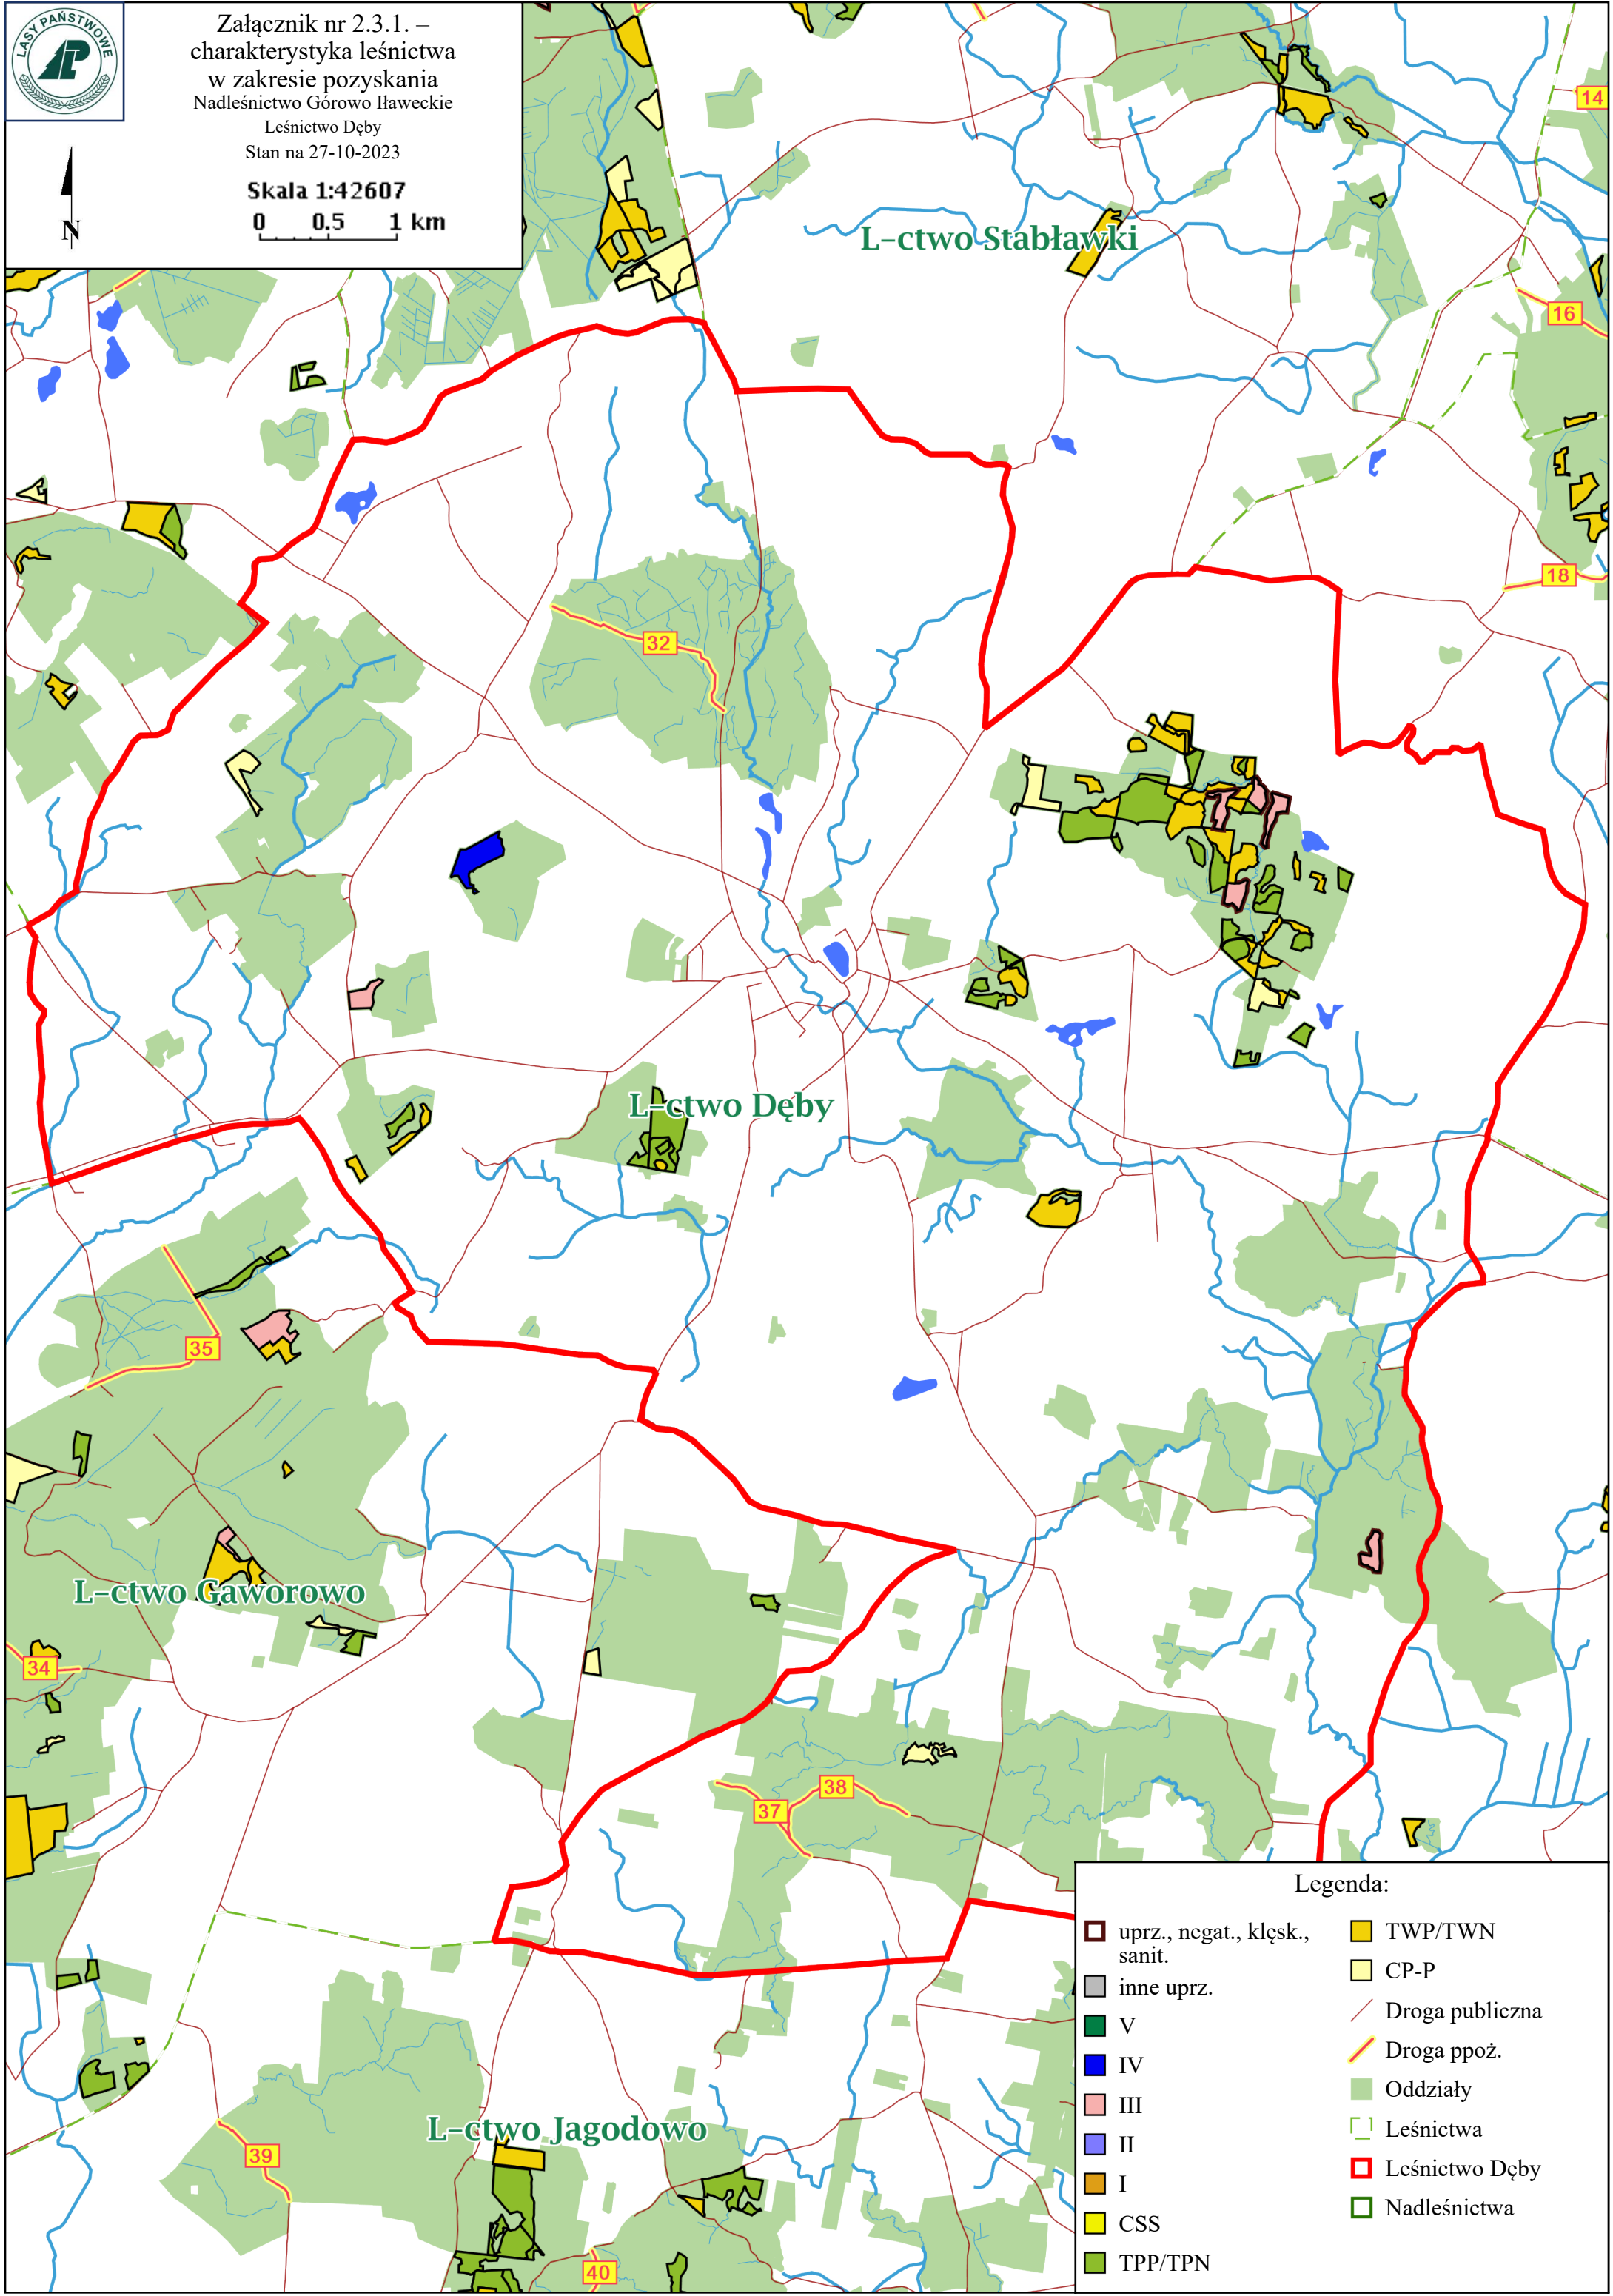 LASY PAŃSTWOWE
Załącznik nr 2.3.1. –
charakterystyka leśnictwa
w zakresie pozyskania
Nadleśnictwo Górowo Iławeckie
Leśnictwo Dęby
Stan na 27-10-2023
Skala 1:42607
0 0.5 1 km
N
14
L-ctwo Stabławki
16
18
32
L-ctwo Dęby
35
L-ctwo Gaworowo
34
38
37
L-ctwo Jagodowo
39
40
Legenda:
uprz., negat., klęsk.,
sanit.
inne uprz.
V
IV
III
II
I
CSS
TPP/TPN
TWP/TWN
CP-P
Droga publiczna
Droga ppoż.
Oddziały
Leśnictwa
Leśnictwo Dęby
Nadleśnictwa